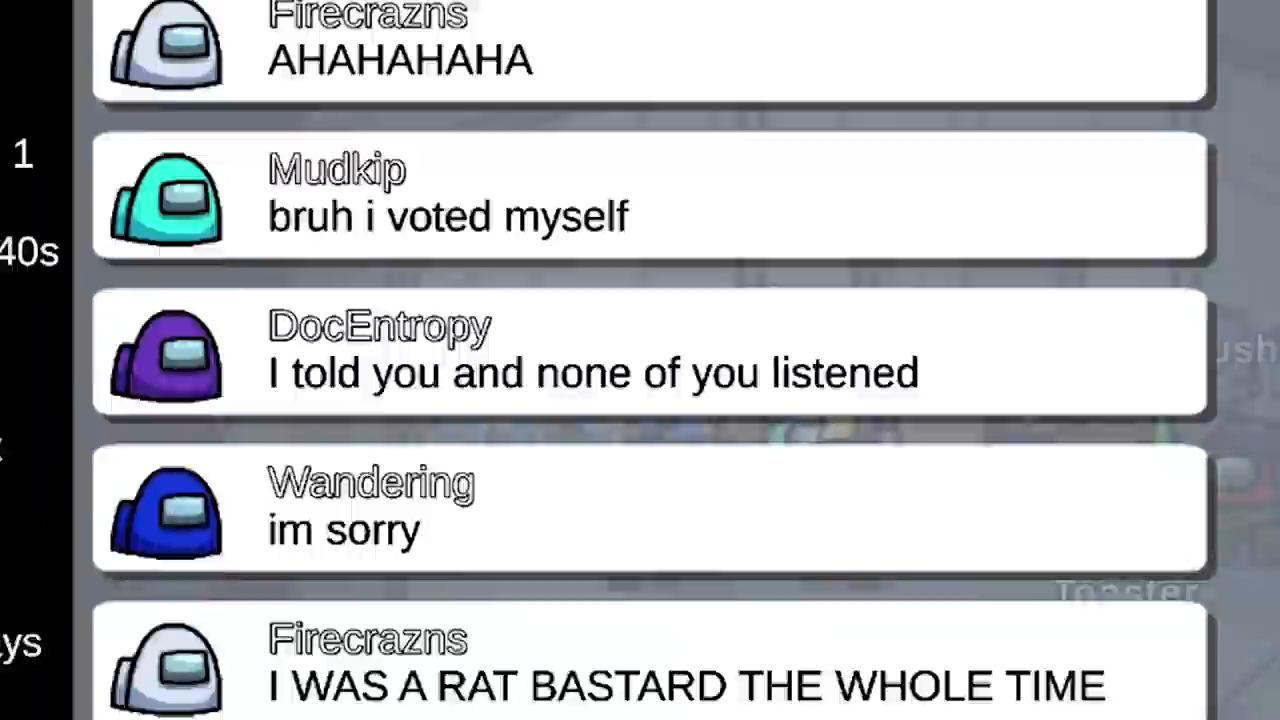 Firecrazns
AHAHAHAHA
1
Mudkip
bruh i voted myself
40s
DocEntropy
I told you and none of you listened
Wandering
im sorry
Toaster
Firecrazns
I WAS A RAT BASTARD THE WHOLE TIME